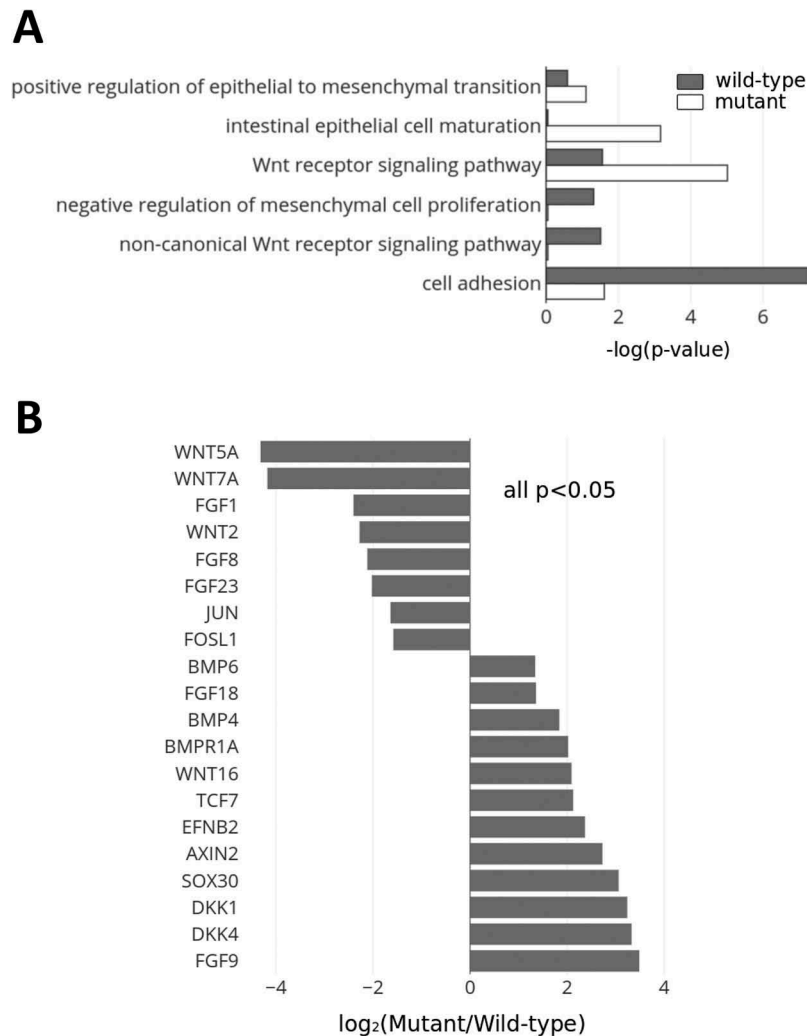 A
wild-type
mutant
positive regulation of epithelial to mesenchymal transition
intestinal epithelial cell maturation
Wnt receptor signaling pathway
negative regulation of mesenchymal cell proliferation
non-canonical Wnt receptor signaling pathway
cell adhesion
0 2 4 6
-log(p-value)
B
all p<0.05
WNT5A
WNT7A
FGF1
WNT2
FGF8
FGF23
JUN
FOSL1
BMP6
FGF18
BMP4
BMPR1A
WNT16
TCF7
EFNB2
AXIN2
SOX30
DKK1
DKK4
FGF9
−4 −2 0 2 4
log₂(Mutant/Wild-type)